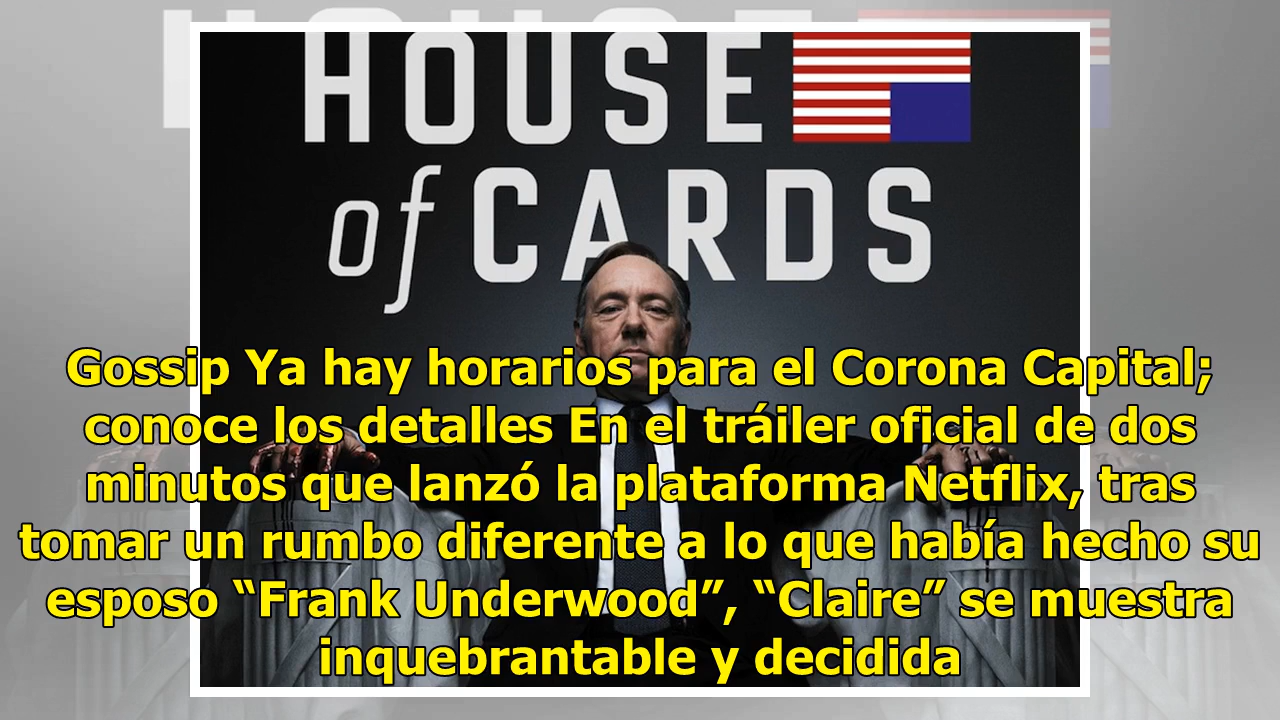 HOUSE
of CARDS
Gossip Ya hay horarios para el Corona Capital;
conoce los detalles En el tráiler oficial de dos
minutos que lanzó la plataforma Netflix, tras
tomar un rumbo diferente a lo que había hecho su
esposo “Frank Underwood”, “Claire” se muestra
inquebrantable y decidida